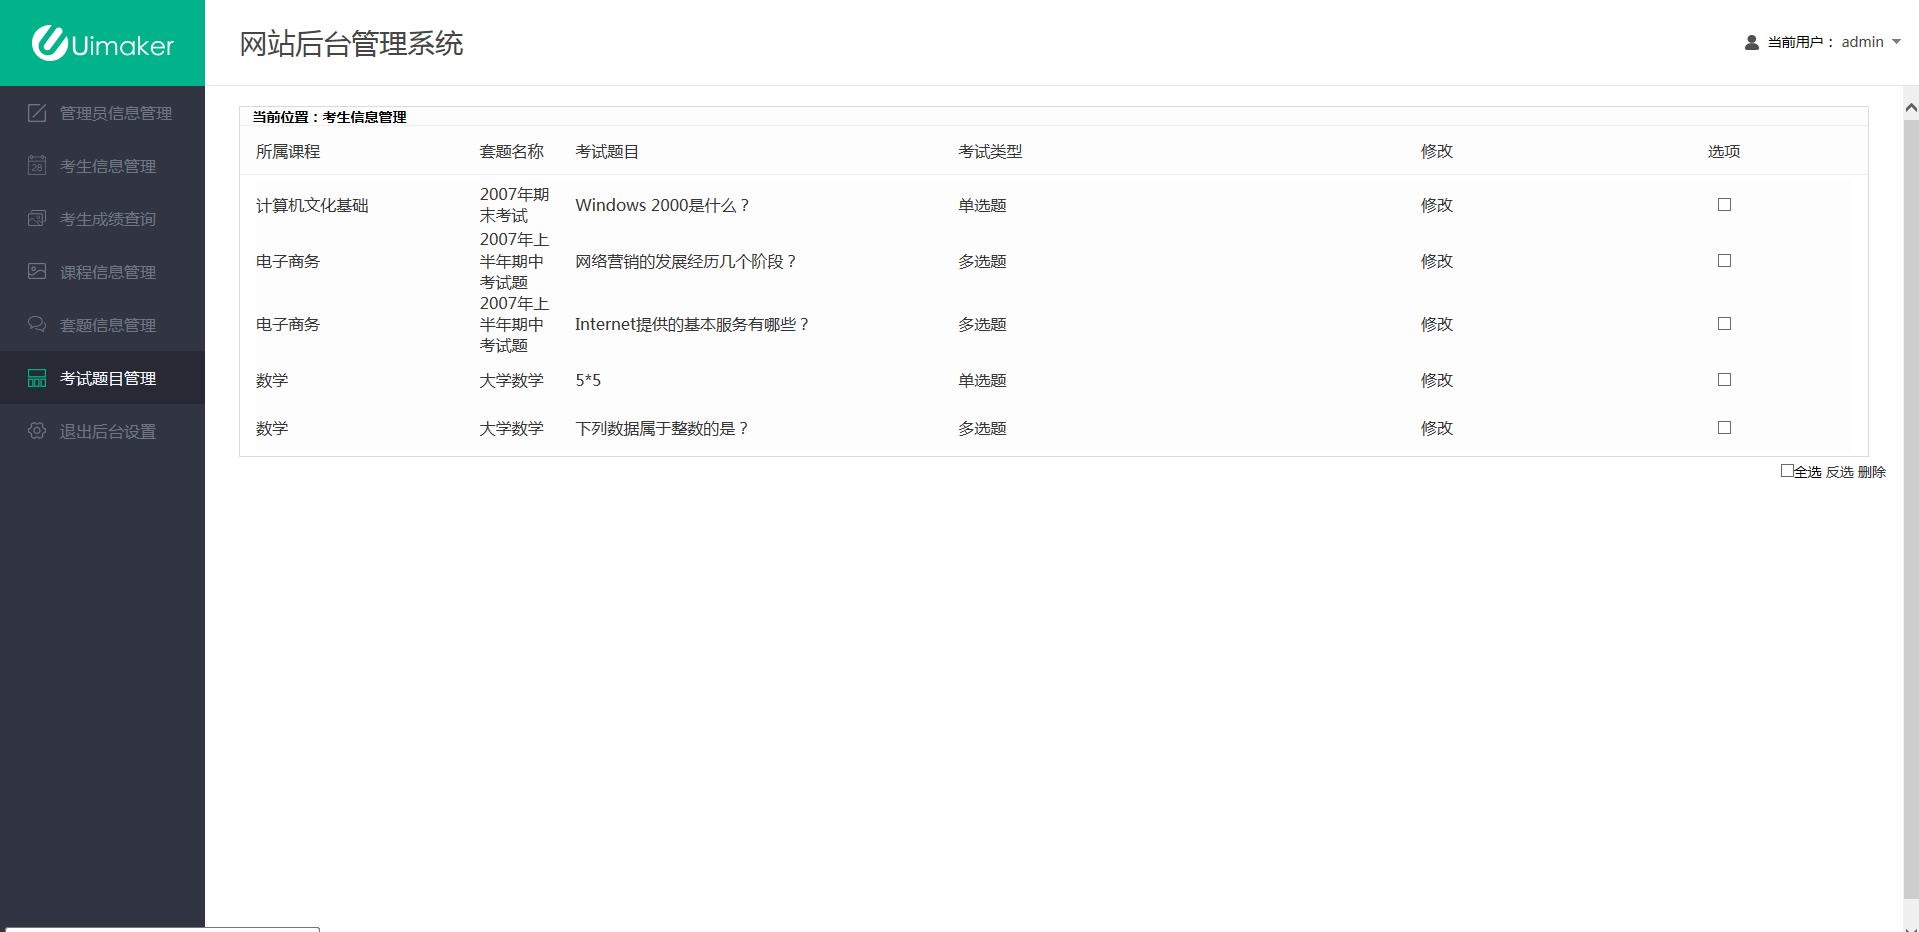 Uimaker
网站后台管理系统
当前用户： admin
管理员信息管理
28
考生信息管理
考生成绩查询
课程信息管理
套题信息管理
考试题目管理
退出后台设置
当前位置：考生信息管理
所属课程 套题名称 考试题目 考试类型 修改 选项
计算机文化基础 2007年期末考试 Windows 2000是什么？ 单选题 修改
电子商务 2007年上半年期中考试题 网络营销的发展经历几个阶段？ 多选题 修改
电子商务 2007年上半年期中考试题 Internet提供的基本服务有哪些？ 多选题 修改
数学 大学数学 5*5 单选题 修改
数学 大学数学 下列数据属于整数的是？ 多选题 修改
全选 反选 删除